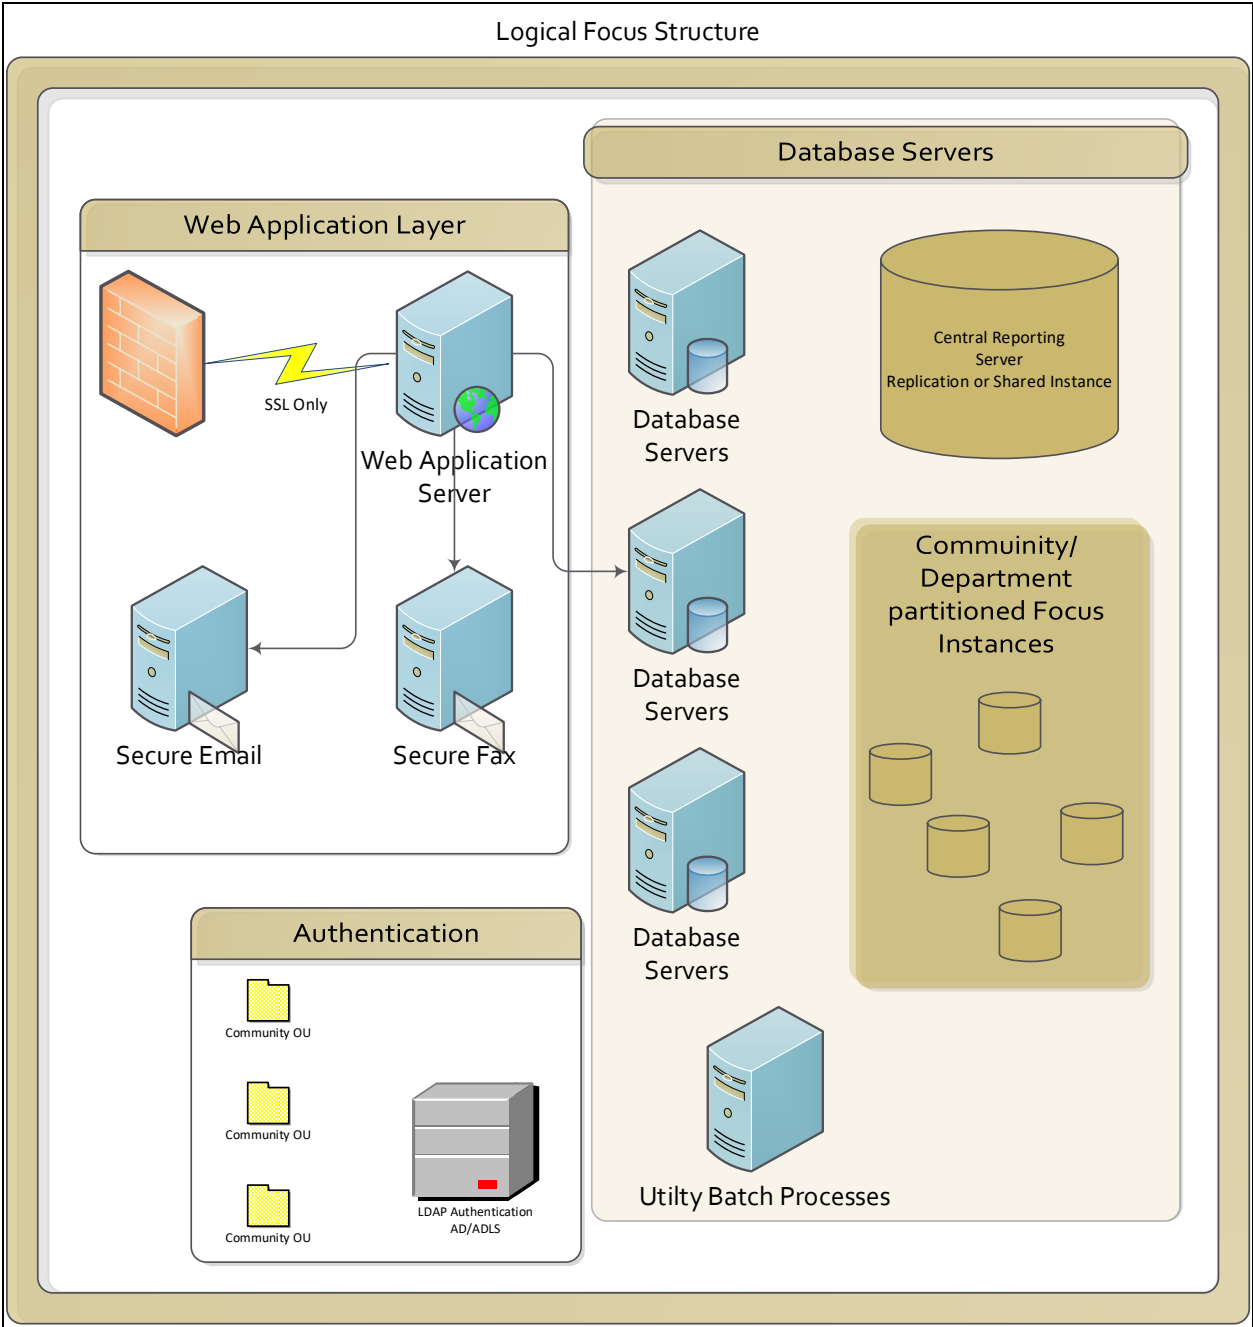 Logical Focus Structure
Database Servers
Web Application Layer
SSL Only
Web Application
Server
Secure Email
Secure Fax
Database
Servers
Central Reporting
Server
Replication or Shared Instance
Database
Servers
Commuinity/
Department
partitioned Focus
Instances
Database
Servers
Utilty Batch Processes
Authentication
Community OU
Community OU
Community OU
LDAP Authentication
AD/ADLS